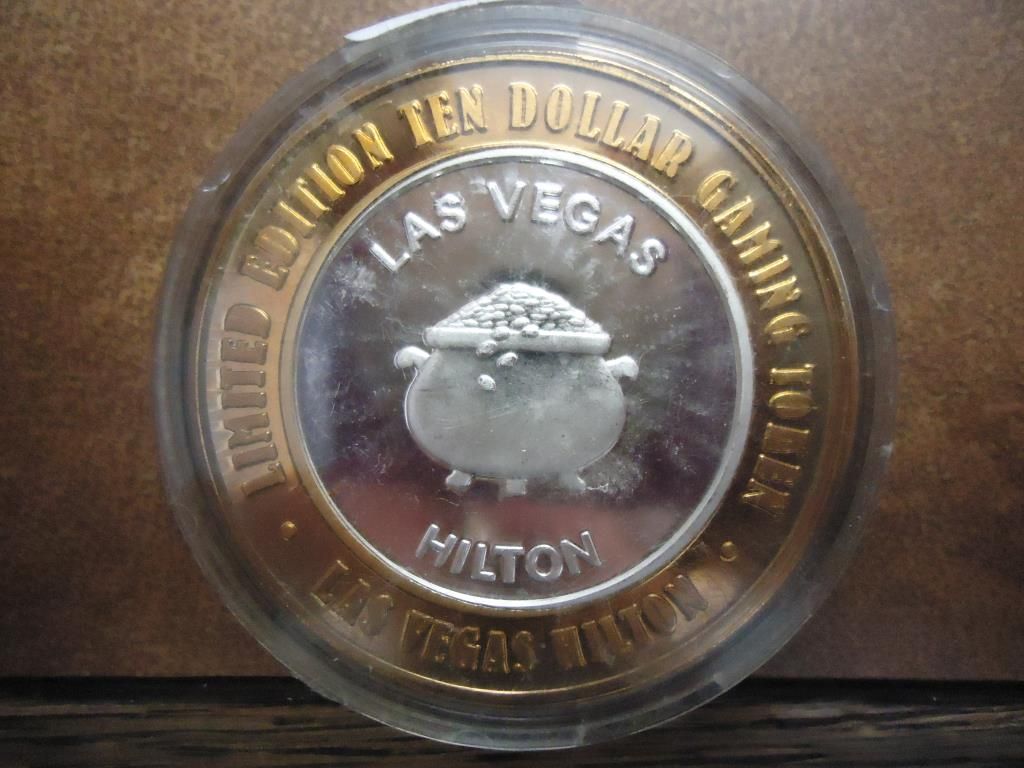 LIMITED EDITION TEN DOLLAR GAMING TOKEN
LAS VEGAS
HILTON
• LAS VEGAS HILTON •